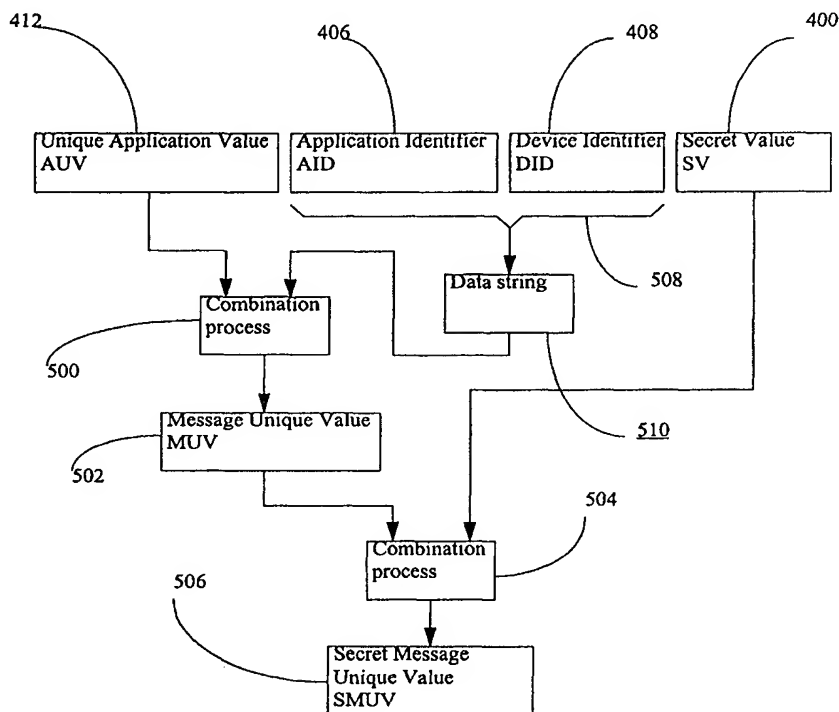 412
406
408
400
Unique Application Value
AUV
Application Identifier
AID
Device Identifier
DID
Secret Value
SV
508
Data string
Combination
process
500
Message Unique Value
MUV
510
502
504
Combination
process
506
Secret Message
Unique Value
SMUV